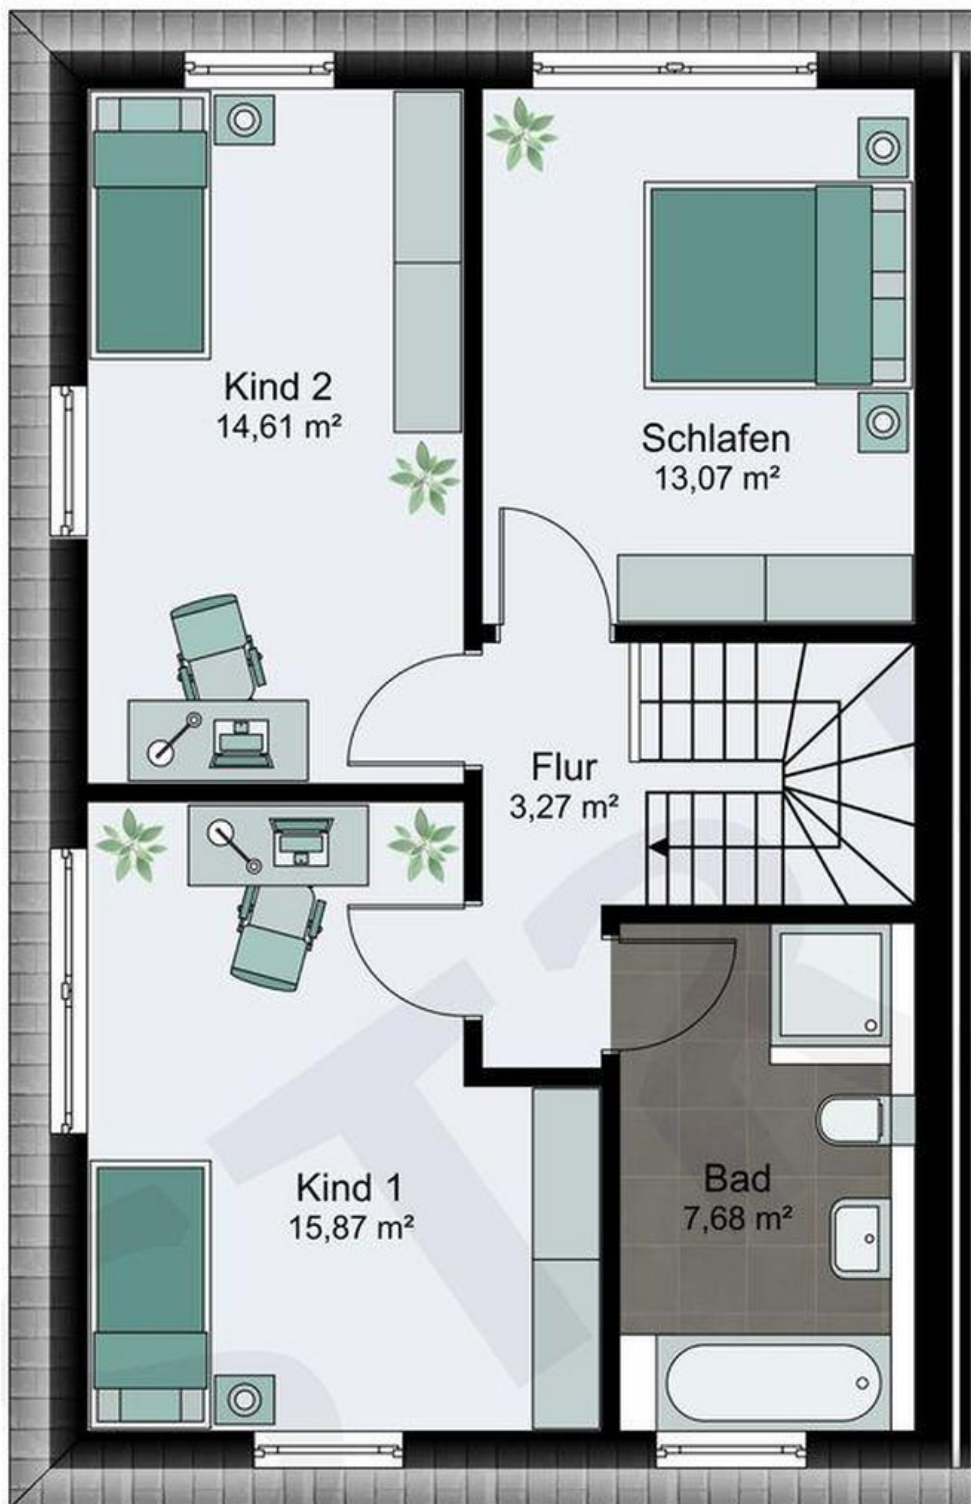 Kind 2
14,61 m²
Schlafen
13,07 m²
Flur
3,27 m²
Kind 1
15,87 m²
Bad
7,68 m²